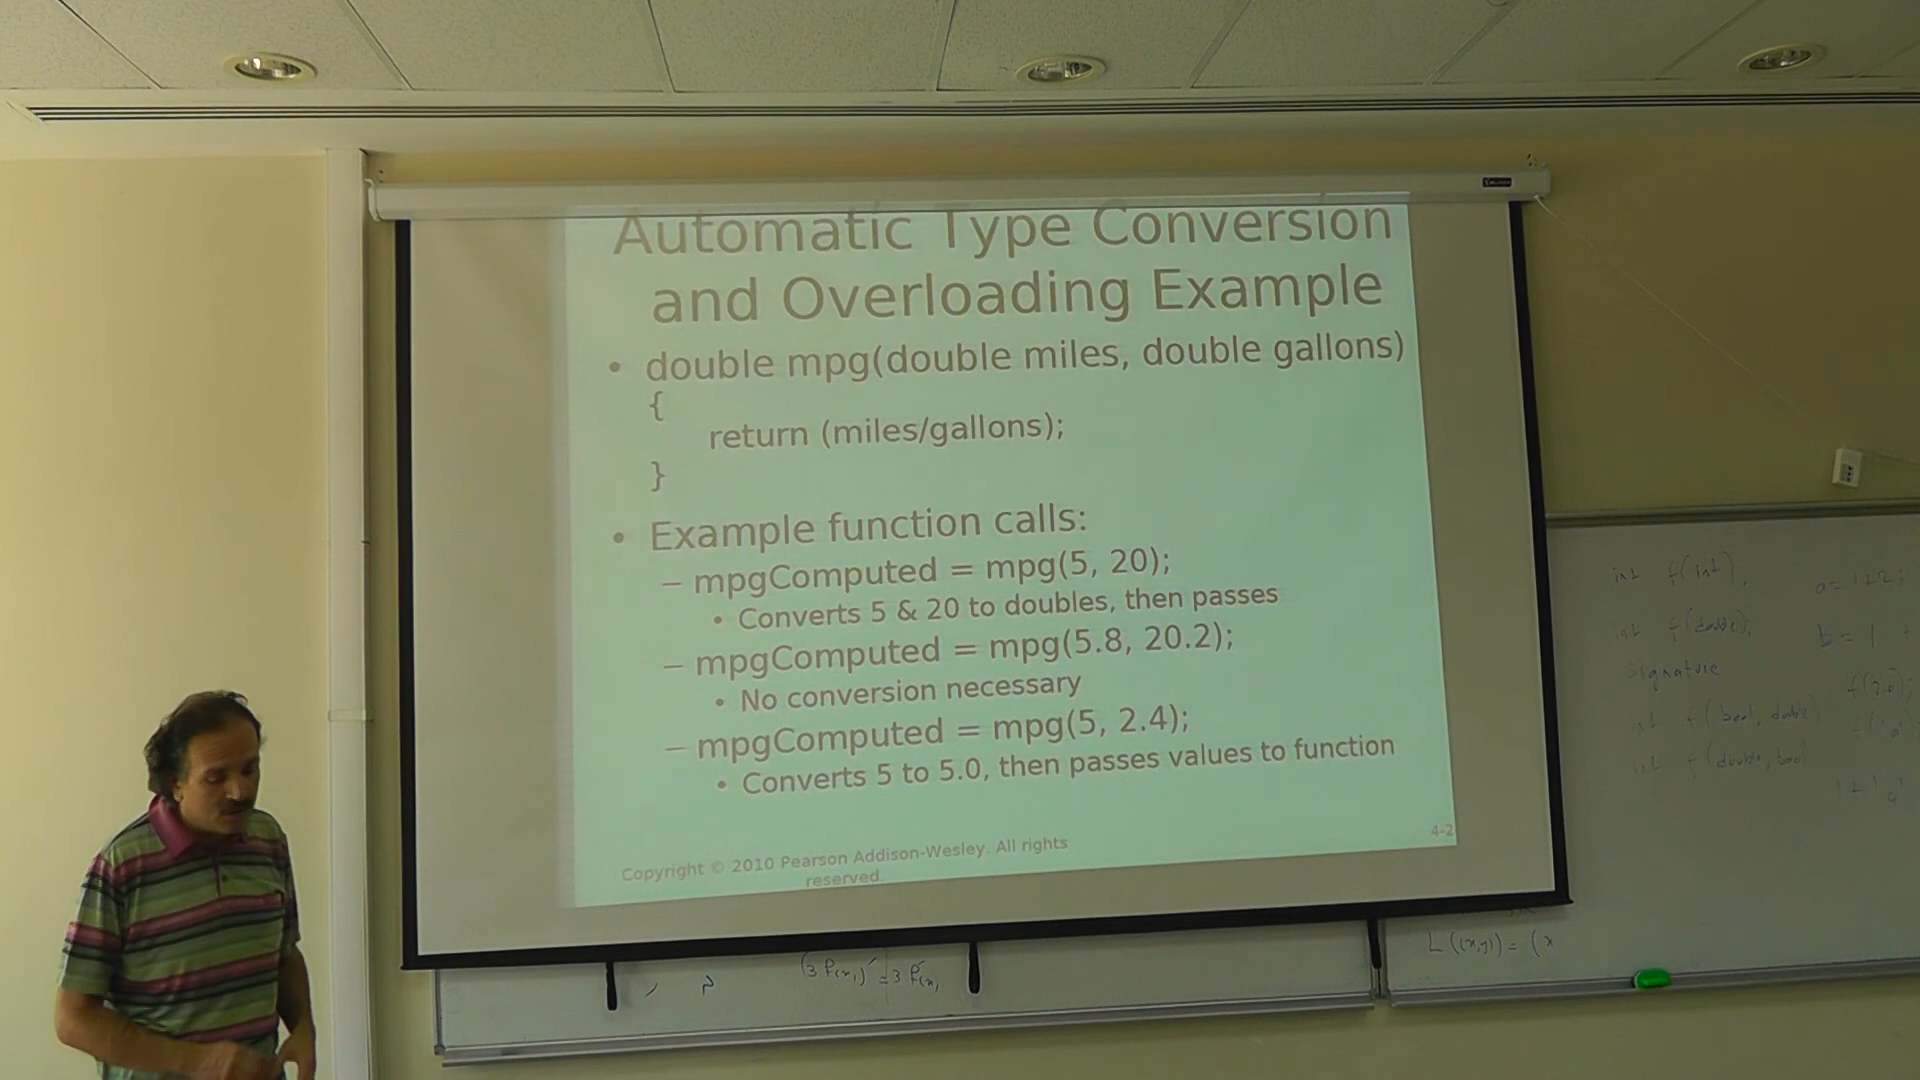 Automatic Type Conversion
and Overloading Example
• double mpg(double miles, double gallons)
{
return (miles/gallons);
}
• Example function calls:
– mpgComputed = mpg(5, 20);
• Converts 5 & 20 to doubles, then passes
– mpgComputed = mpg(5.8, 20.2);
• No conversion necessary
– mpgComputed = mpg(5, 2.4);
• Converts 5 to 5.0, then passes values to function
Copyright © 2010 Pearson Addison-Wesley. All rights
reserved.
4-2
int f(int);
int f(double);
signature
int f(bool, double)
int f(double, bool)
b = 1
L((x,y)) = (x